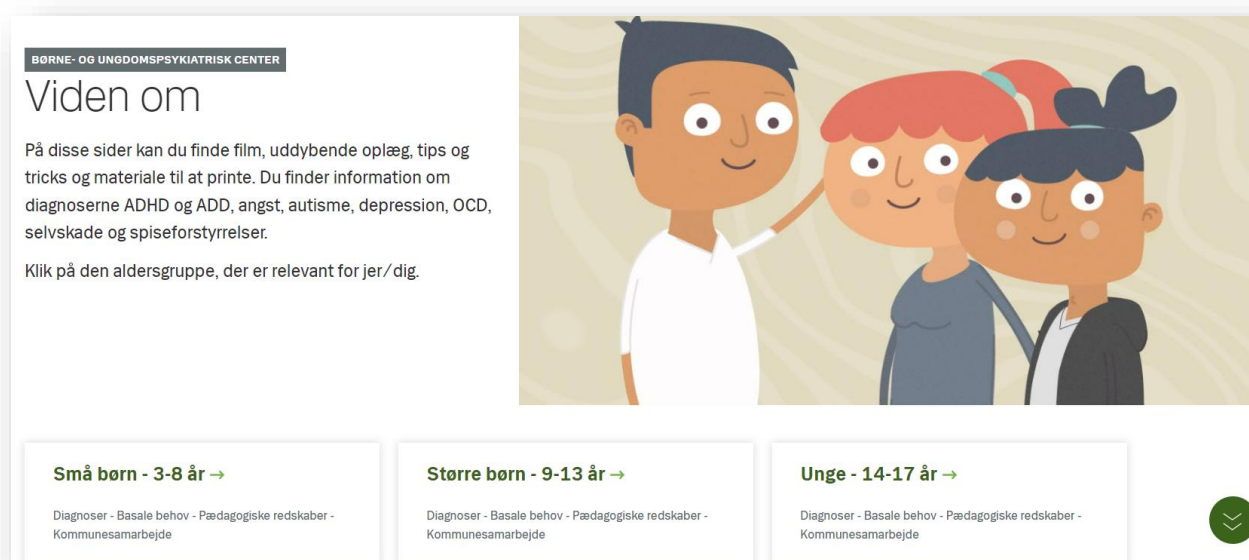 BØRNE- OG UNGDOMSPSYKIATRISK CENTER
Viden om
På disse sider kan du finde film, uddybende oplæg, tips og
tricks og materiale til at printe. Du finder information om
diagnoserne ADHD og ADD, angst, autisme, depression, OCD,
selvskade og spiseforstyrrelser.
Klik på den aldersgruppe, der er relevant for jer/dig.
Små børn - 3-8 år →
Diagnoser - Basale behov - Pædagogiske redskaber -
Kommunesamarbejde
Større børn - 9-13 år →
Diagnoser - Basale behov - Pædagogiske redskaber -
Kommunesamarbejde
Unge - 14-17 år →
Diagnoser - Basale behov - Pædagogiske redskaber -
Kommunesamarbejde